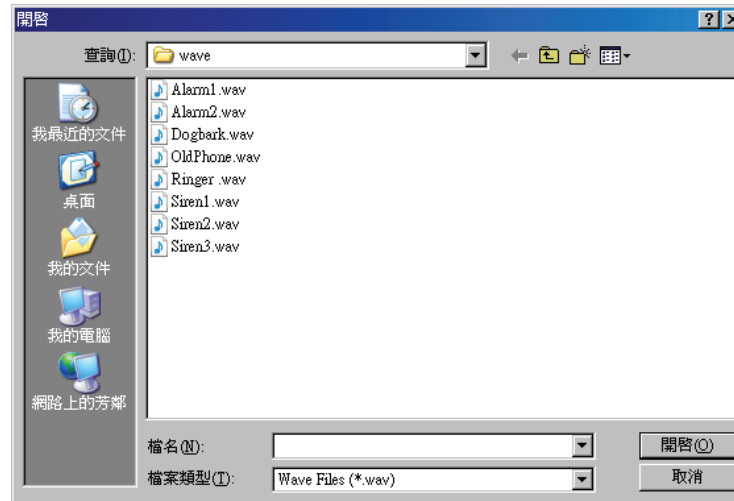 開啓
查詢(I): wave
Alarm1.wav
Alarm2.wav
Dogbark.wav
OldPhone.wav
Ringer .wav
Siren1.wav
Siren2.wav
Siren3.wav
我最近的文件
桌面
我的文件
我的電腦
網路上的芳鄰
檔名(N):
開啓(O)
檔案類型(T): Wave Files (*.wav)
取消